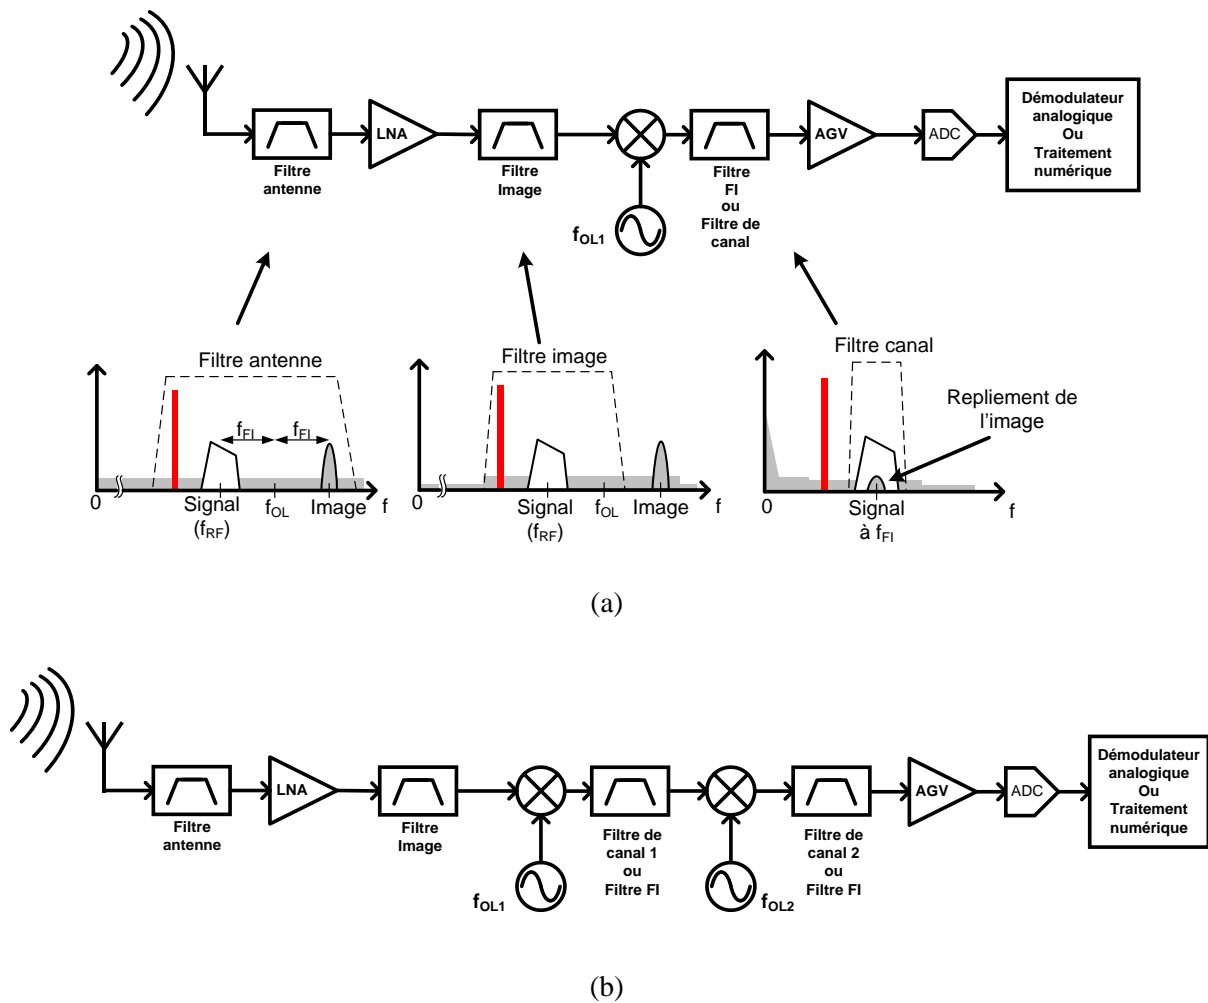 LNA
AGV
ADC
Démodulateur
analogique
Ou
Traitement
numérique
Filtre
antenne
Filtre
Image
Filtre
FI
ou
Filtre de
canal
fOL1
Filtre antenne
fFI
fFI
0
Signal
(fRF)
fOL
Image
f
Filtre image
0
Signal
(fRF)
fOL
Image
f
Filtre canal
Repliement de
l'image
0
Signal
à fFI
f
(a)
LNA
AGV
ADC
Démodulateur
analogique
Ou
Traitement
numérique
Filtre
antenne
Filtre
Image
Filtre de
canal 1
ou
Filtre FI
Filtre de
canal 2
ou
Filtre FI
fOL1
fOL2
(b)